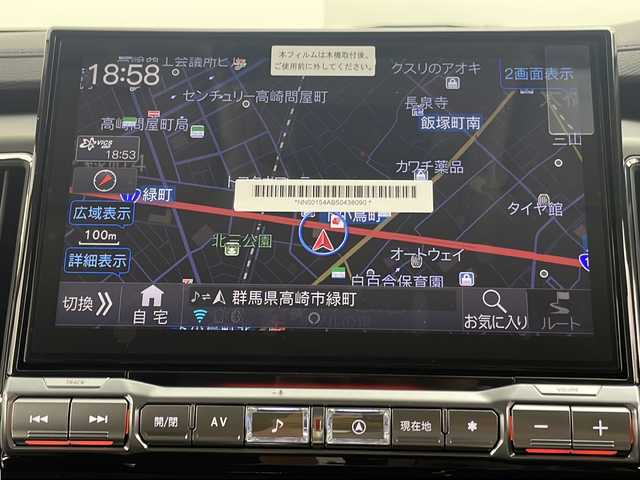 18:58
本フィルムは本機取付後、
ご使用前に外してください。
クスリのアオキ
2画面表示
センチュリー高崎問屋町
長泉寺
高崎問屋町局
飯塚町南
三山
VICS
18:53
カワチ薬品
緑町
*NN00154AB50438090*
タイヤ館
広域表示
100m
北三公園
オートウェイ
詳細表示
白百合保育園
切換
自宅
群馬県高崎市緑町
お気に入り
ルート
TRACK
VOLUME
開/閉
AV
現在地